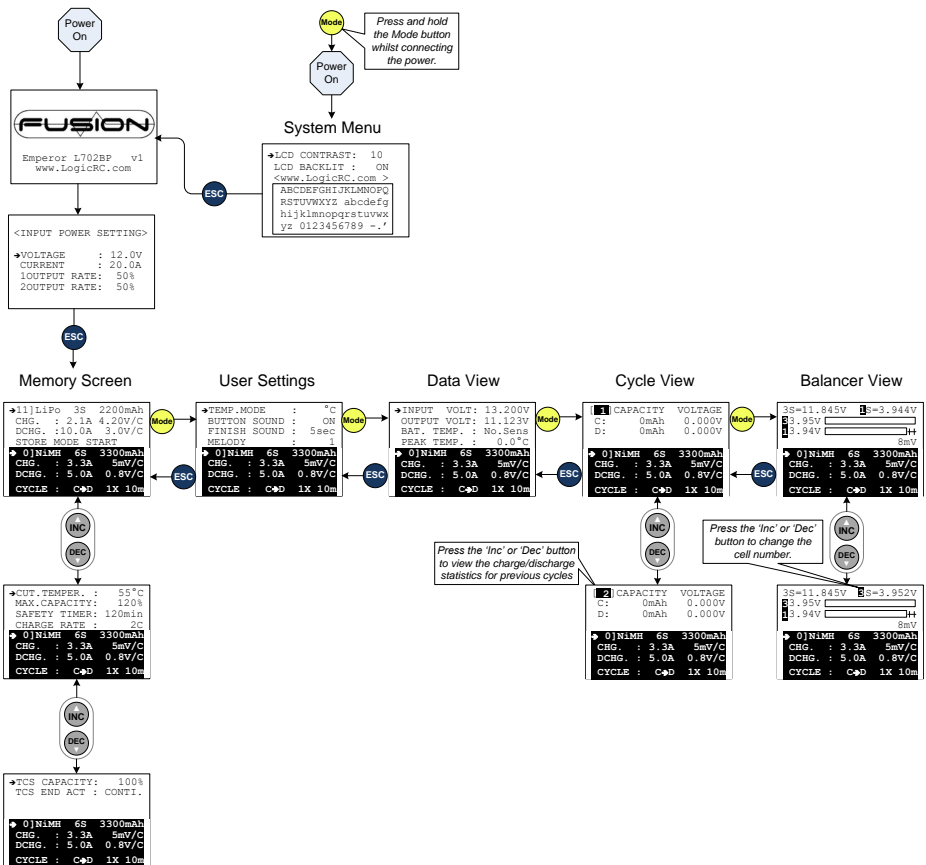 Power
On
Mode
Press and hold
the Mode button
whilst connecting
the power.
Power
On
FUSION
Emperor L702BP v1
www.LogicRC.com
System Menu
➔LCD CONTRAST: 10
LCD BACKLIT : ON
<www.LogicRC.com >
ABCDEFGHIJKLMNOPQ
RSTUVWXYZ abcdefg
hijklmnopqrstuvwx
yz 0123456789 -.’
ESC
<INPUT POWER SETTING>
➔VOLTAGE : 12.0V
CURRENT : 20.0A
1OUTPUT RATE: 50%
2OUTPUT RATE: 50%
ESC
Memory Screen
➔11]LiPo 3S 2200mAh
CHG. : 2.1A 4.20V/C
DCHG. :10.0A 3.0V/C
STORE MODE START
➔ 0]NiMH 6S 3300mAh
CHG. : 3.3A 5mV/C
DCHG. : 5.0A 0.8V/C
CYCLE : C➔D 1X 10m
Mode
ESC
User Settings
➔TEMP.MODE : °C
BUTTON SOUND : ON
FINISH SOUND : 5sec
MELODY : 1
➔ 0]NiMH 6S 3300mAh
CHG. : 3.3A 5mV/C
DCHG. : 5.0A 0.8V/C
CYCLE : C➔D 1X 10m
Mode
ESC
Data View
➔INPUT VOLT: 13.200V
OUTPUT VOLT: 11.123V
BAT. TEMP. : No.Sens
PEAK TEMP. : 0.0°C
➔ 0]NiMH 6S 3300mAh
CHG. : 3.3A 5mV/C
DCHG. : 5.0A 0.8V/C
CYCLE : C➔D 1X 10m
Mode
ESC
Cycle View
[ 1 ]CAPACITY VOLTAGE
C: 0mAh 0.000V
D: 0mAh 0.000V
➔ 0]NiMH 6S 3300mAh
CHG. : 3.3A 5mV/C
DCHG. : 5.0A 0.8V/C
CYCLE : C➔D 1X 10m
Mode
ESC
Balancer View
3S=11.845V 1S=3.944V
33.95V
13.94V
8mV
➔ 0]NiMH 6S 3300mAh
CHG. : 3.3A 5mV/C
DCHG. : 5.0A 0.8V/C
CYCLE : C➔D 1X 10m
INC
DEC
INC
DEC
INC
DEC
Press the 'Inc' or 'Dec' button
to view the charge/discharge
statistics for previous cycles
Press the 'Inc' or 'Dec'
button to change the
cell number.
➔CUT.TEMPER. : 55°C
MAX.CAPACITY: 120%
SAFETY TIMER: 120min
CHARGE RATE : 2C
➔ 0]NiMH 6S 3300mAh
CHG. : 3.3A 5mV/C
DCHG. : 5.0A 0.8V/C
CYCLE : C➔D 1X 10m
[ 2 ]CAPACITY VOLTAGE
C: 0mAh 0.000V
D: 0mAh 0.000V
➔ 0]NiMH 6S 3300mAh
CHG. : 3.3A 5mV/C
DCHG. : 5.0A 0.8V/C
CYCLE : C➔D 1X 10m
3S=11.845V 3S=3.952V
33.95V
13.94V
8mV
➔ 0]NiMH 6S 3300mAh
CHG. : 3.3A 5mV/C
DCHG. : 5.0A 0.8V/C
CYCLE : C➔D 1X 10m
INC
DEC
➔TCS CAPACITY: 100%
TCS END ACT : CONTI.
➔ 0]NiMH 6S 3300mAh
CHG. : 3.3A 5mV/C
DCHG. : 5.0A 0.8V/C
CYCLE : C➔D 1X 10m